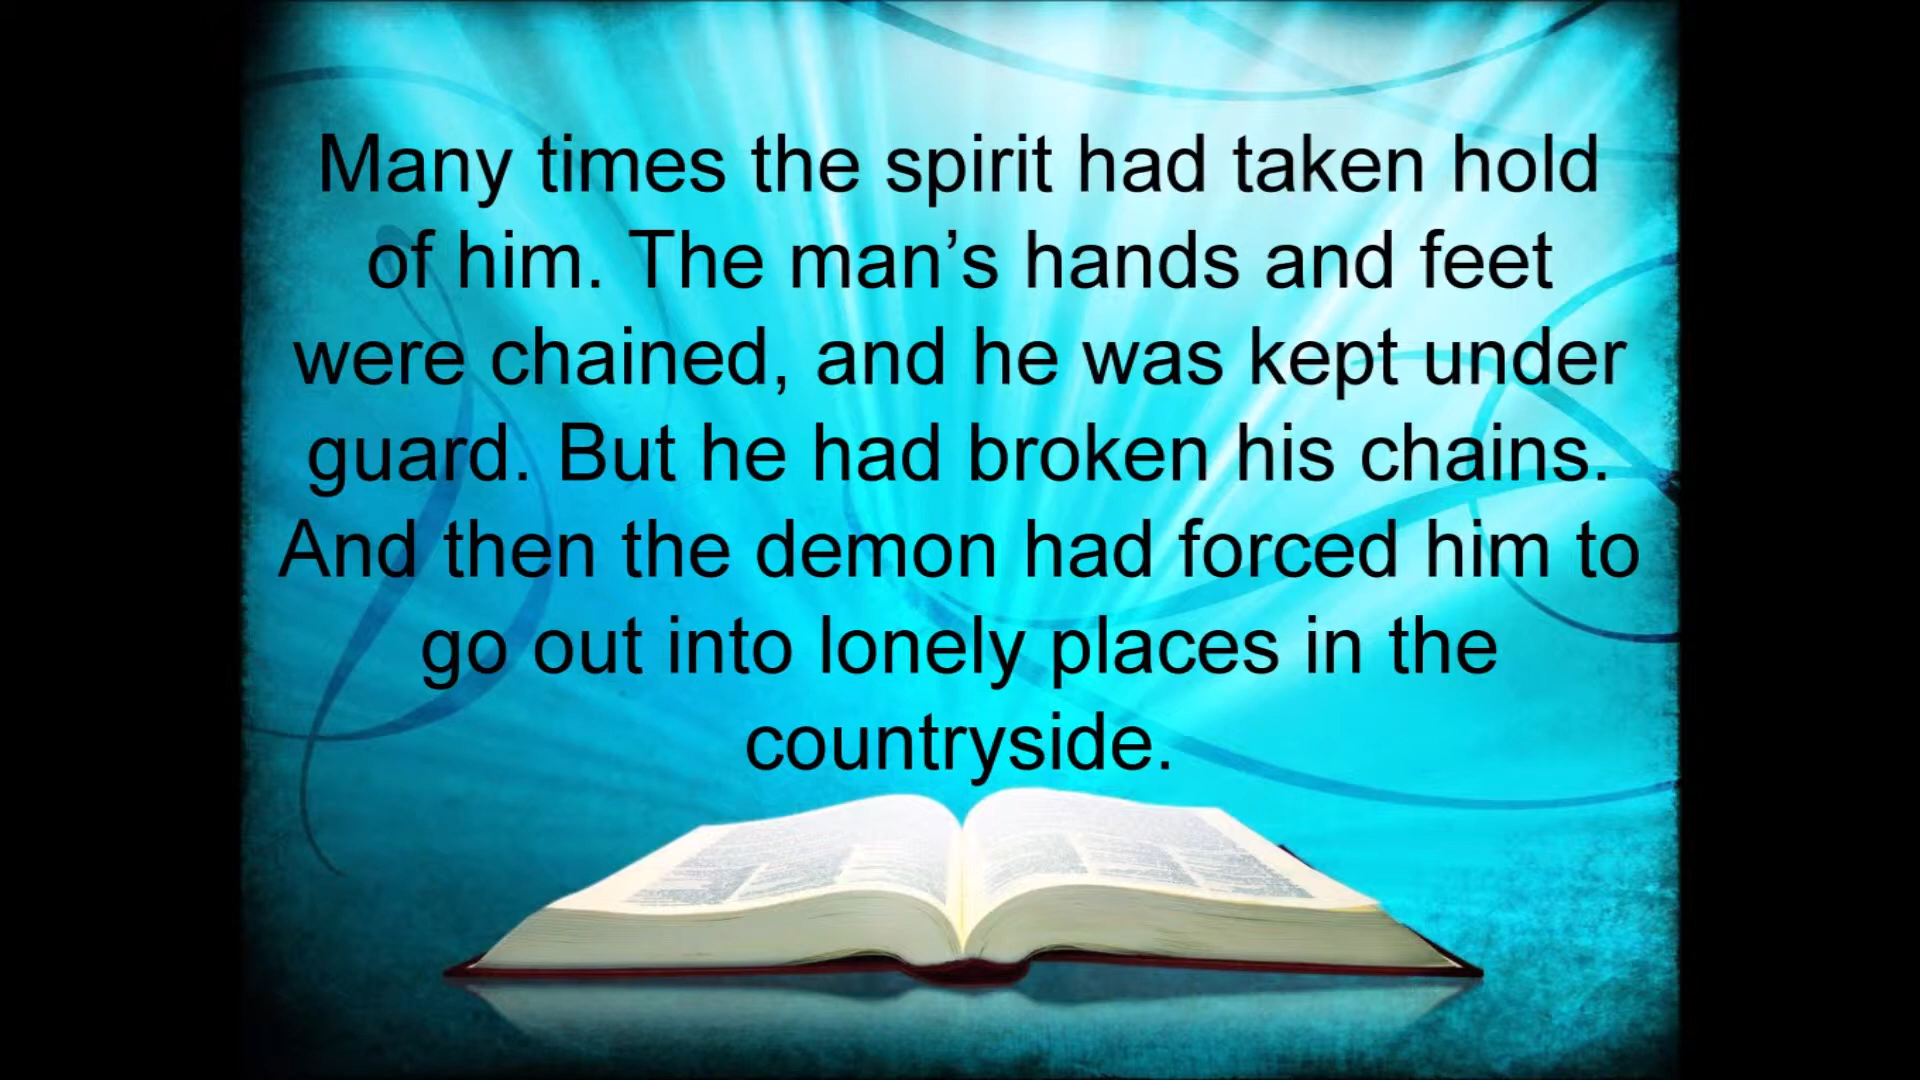 Many times the spirit had taken hold
of him. The man’s hands and feet
were chained, and he was kept under
guard. But he had broken his chains.
And then the demon had forced him to
go out into lonely places in the
countryside.